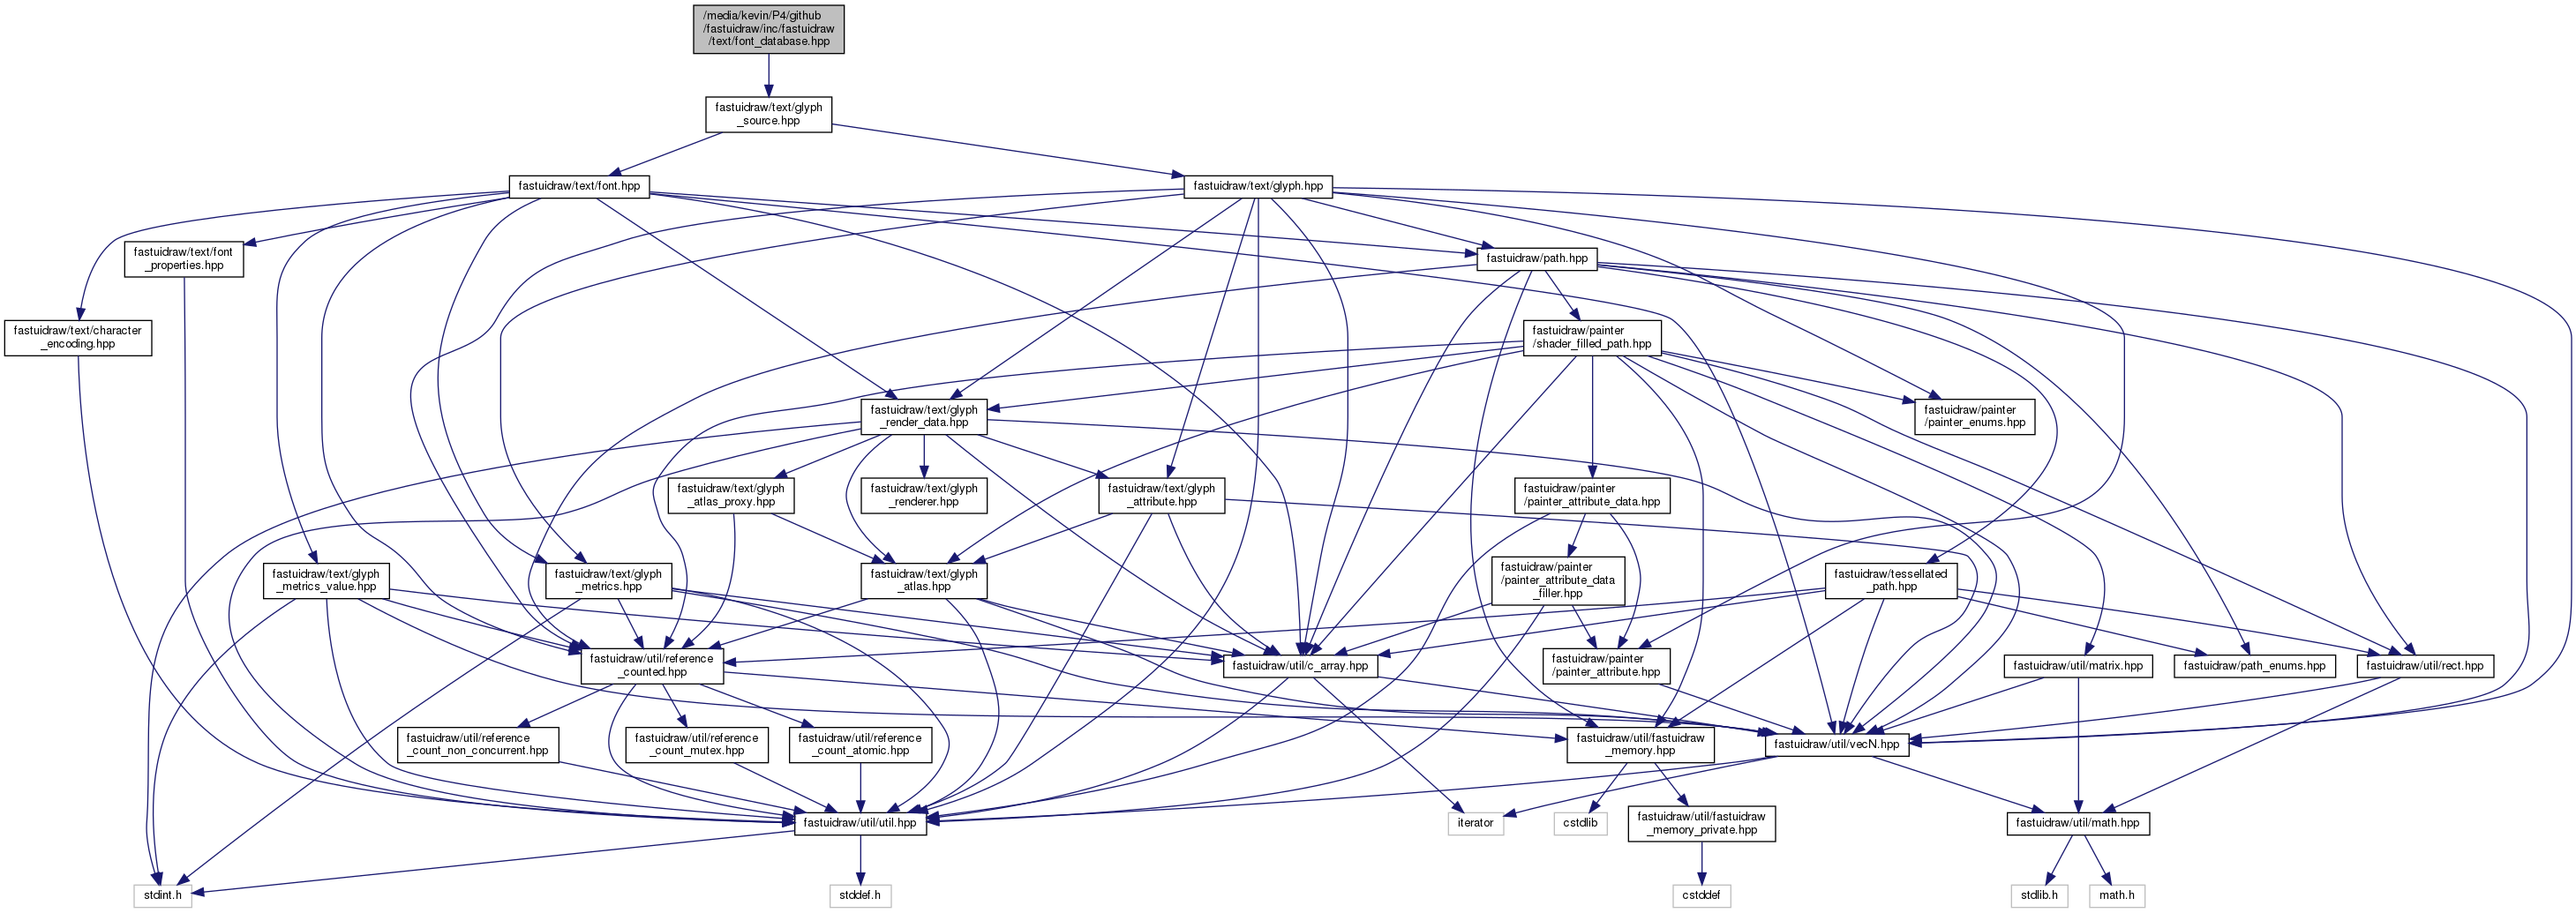 /media/kevin/P4/github
/fastuidraw/inc/fastuidraw
/text/font_database.hpp
fastuidraw/text/glyph
_source.hpp
fastuidraw/text/font.hpp
fastuidraw/text/glyph.hpp
fastuidraw/text/font
_properties.hpp
fastuidraw/path.hpp
fastuidraw/text/character
_encoding.hpp
fastuidraw/painter
/shader_filled_path.hpp
fastuidraw/text/glyph
_render_data.hpp
fastuidraw/painter
/painter_enums.hpp
fastuidraw/text/glyph
_atlas_proxy.hpp
fastuidraw/text/glyph
_renderer.hpp
fastuidraw/text/glyph
_attribute.hpp
fastuidraw/painter
/painter_attribute_data.hpp
fastuidraw/text/glyph
_metrics_value.hpp
fastuidraw/text/glyph
_metrics.hpp
fastuidraw/text/glyph
_atlas.hpp
fastuidraw/painter
/painter_attribute_data
_filler.hpp
fastuidraw/tessellated
_path.hpp
fastuidraw/util/reference
_counted.hpp
fastuidraw/util/c_array.hpp
fastuidraw/painter
/painter_attribute.hpp
fastuidraw/util/matrix.hpp
fastuidraw/path_enums.hpp
fastuidraw/util/rect.hpp
fastuidraw/util/reference
_count_non_concurrent.hpp
fastuidraw/util/reference
_count_mutex.hpp
fastuidraw/util/reference
_count_atomic.hpp
fastuidraw/util/fastuidraw
_memory.hpp
fastuidraw/util/vecN.hpp
fastuidraw/util/util.hpp
iterator
cstdlib
fastuidraw/util/fastuidraw
_memory_private.hpp
fastuidraw/util/math.hpp
stdint.h
stddef.h
cstddef
stdlib.h
math.h